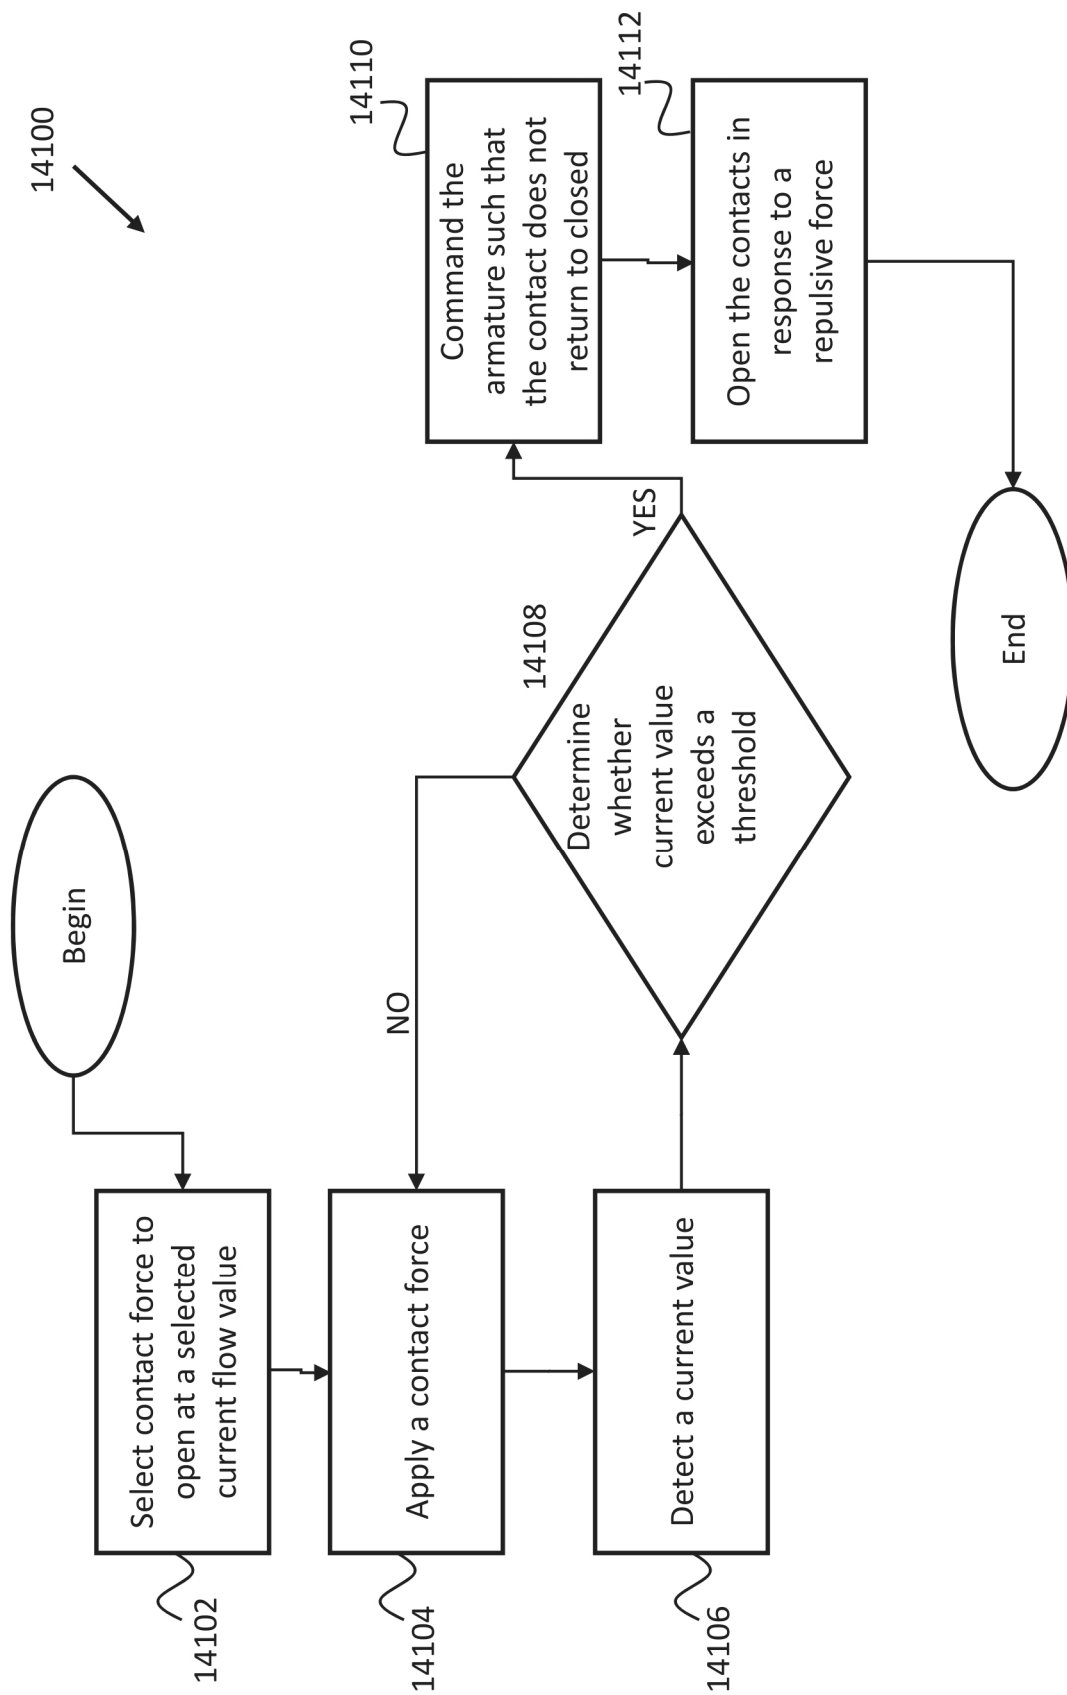 14100
Begin
Select contact force to
open at a selected
current flow value
14102
Apply a contact force
14104
Detect a current value
14106
NO
14108
Determine
whether
current value
exceeds a
threshold
YES
14110
Command the
armature such that
the contact does not
return to closed
14112
Open the contacts in
response to a
repulsive force
End